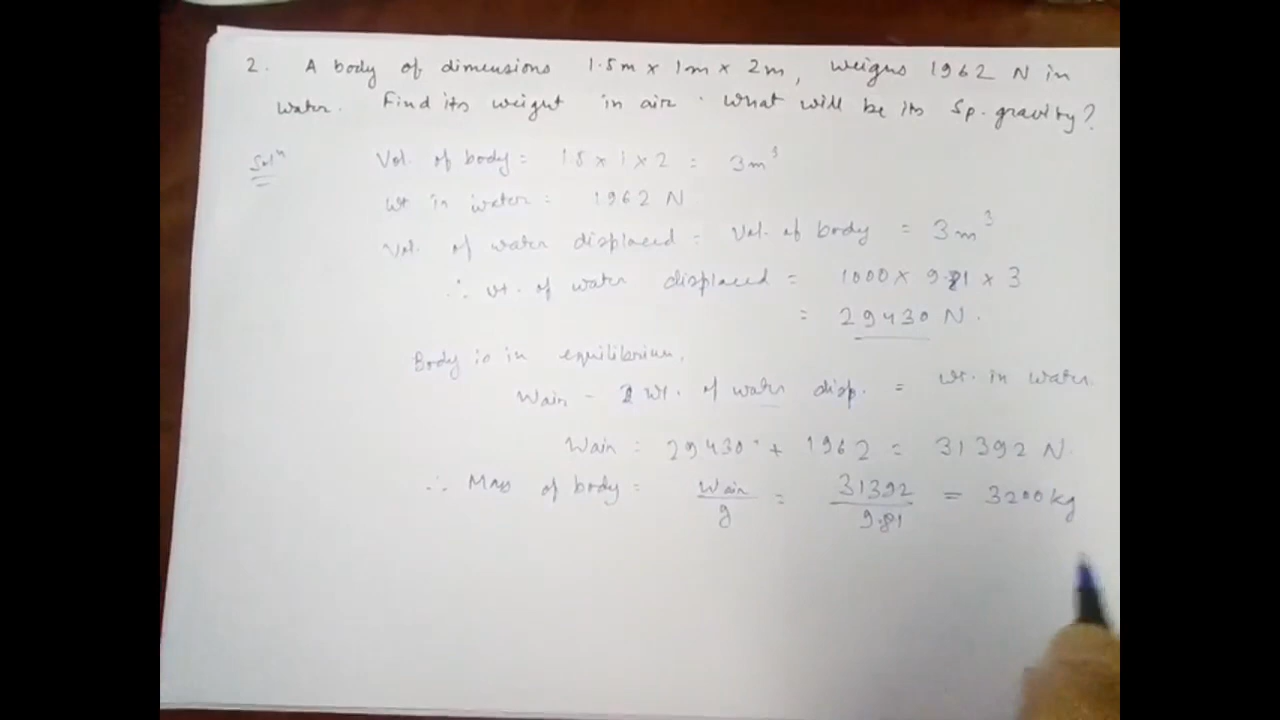 2. A body of dimensions 1.5m x 1m x 2m, weighs 1962 N in
water. Find its weight in air. What will be its Sp. gravity?
Solⁿ Vol. of body = 1.5 x 1 x 2 = 3m³
Wt in water = 1962 N
Vol. of water displaced = Vol. of body = 3m³
∴ wt. of water displaced = 1000 x 9.81 x 3
= 29430 N.
Body is in equilibrium,
Wair - wt. of water disp. = wt. in water.
Wair = 29430 + 1962 = 31392 N.
∴ Mass of body = Wair/g = 31392/9.81 = 3200kg